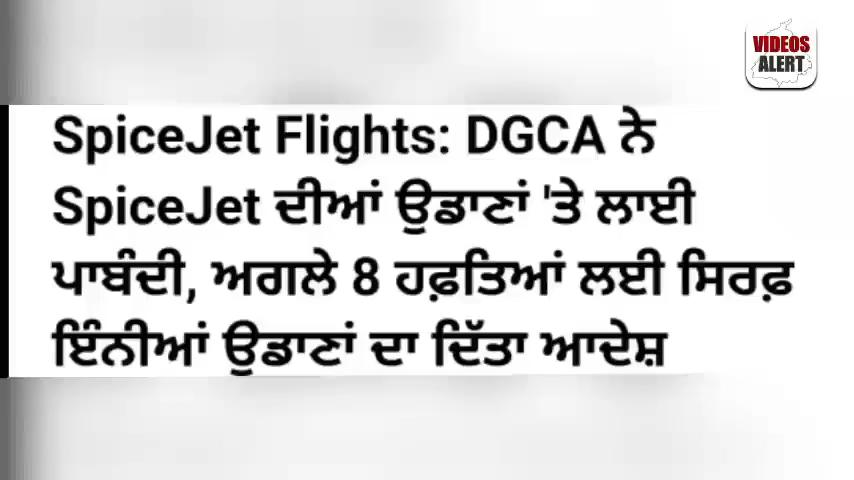 VIDEOS
ALERT
SpiceJet Flights: DGCA ਨੇ
SpiceJet ਦੀਆਂ ਉਡਾਣਾਂ 'ਤੇ ਲਾਈ
ਪਾਬੰਦੀ, ਅਗਲੇ 8 ਹਫ਼ਤਿਆਂ ਲਈ ਸਿਰਫ਼
ਇੰਨੀਆਂ ਉਡਾਣਾਂ ਦਾ ਦਿੱਤਾ ਆਦੇਸ਼